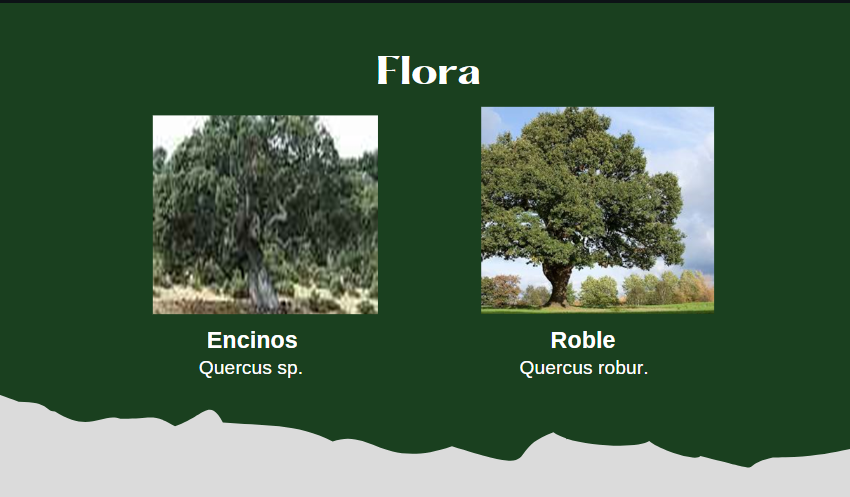 Flora
Encinos
Quercus sp.
Roble
Quercus robur.